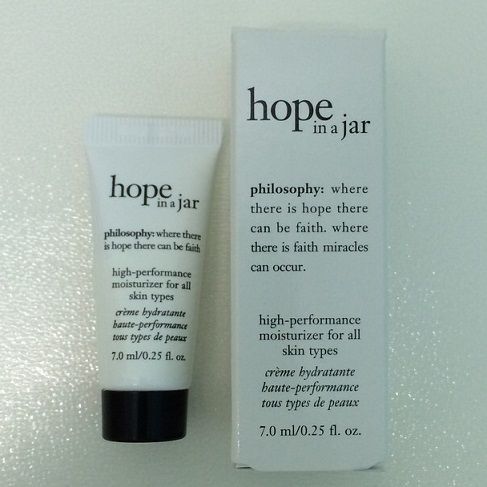 hope
in a jar
philosophy: where there
is hope there can be faith
high-performance
moisturizer for all
skin types
crème hydratante
haute-performance
tous types de peaux
7.0 ml/0.25 fl. oz.
hope
in a jar
philosophy: where
there is hope there
can be faith. where
there is faith miracles
can occur.
high-performance
moisturizer for all
skin types
crème hydratante
haute-performance
tous types de peaux
7.0 ml/0.25 fl. oz.